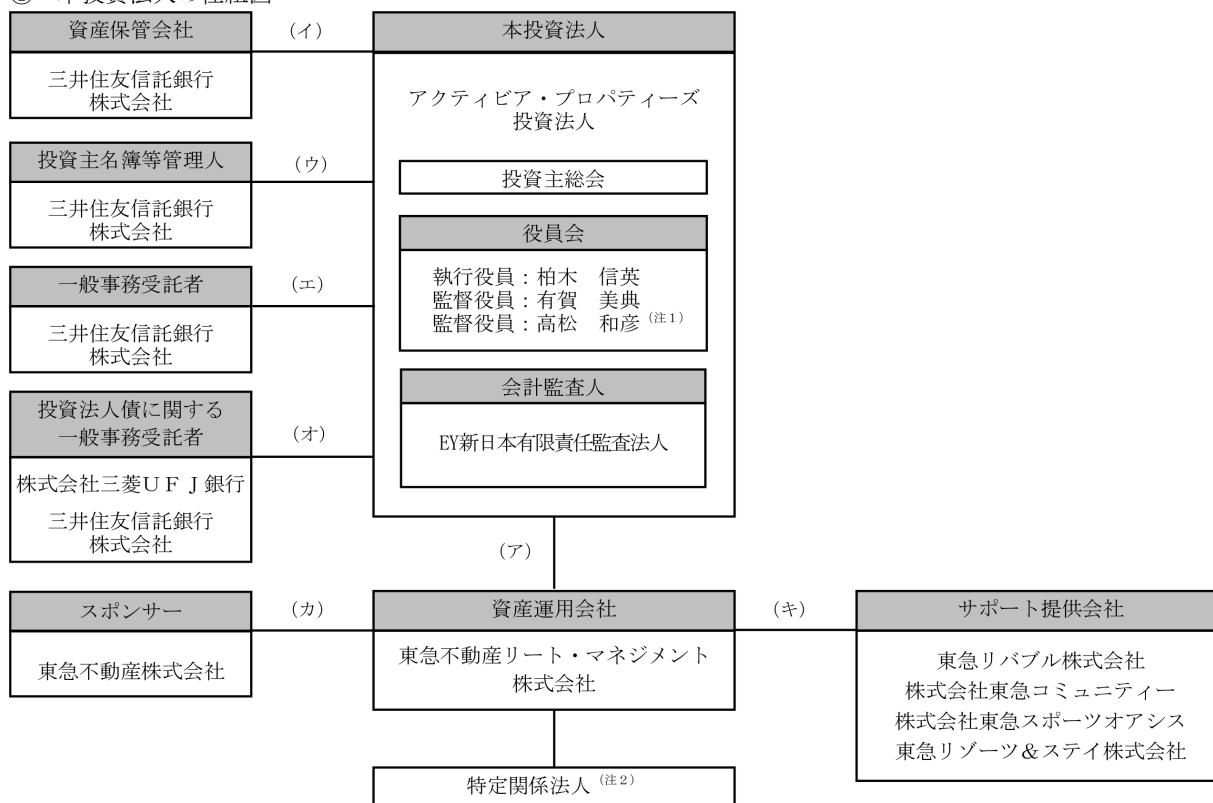 資産保管会社
三井住友信託銀行
株式会社
(イ)
投資主名簿等管理人
三井住友信託銀行
株式会社
(ウ)
一般事務受託者
三井住友信託銀行
株式会社
(エ)
投資法人債に関する
一般事務受託者
株式会社三菱UFJ銀行
三井住友信託銀行
株式会社
(オ)
本投資法人
アクティビア・プロパティーズ
投資法人
投資主総会
役員会
執行役員：柏木　信英
監督役員：有賀　美典
監督役員：高松　和彦（注1）
会計監査人
EY新日本有限責任監査法人
(ア)
スポンサー
東急不動産株式会社
(カ)
資産運用会社
東急不動産リート・マネジメント
株式会社
(キ)
サポート提供会社
東急リバブル株式会社
株式会社東急コミュニティー
株式会社東急スポーツオアシス
東急リゾーツ＆ステイ株式会社
特定関係法人（注2）